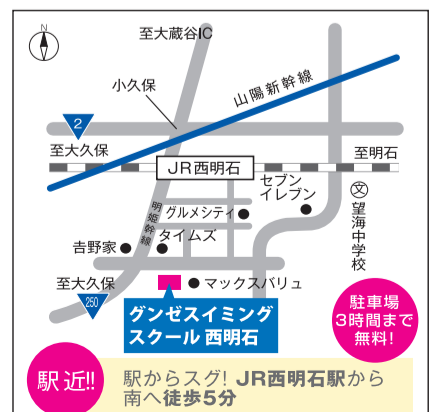 N
至大蔵谷IC
小久保
山陽新幹線
2
至大久保
至明石
JR西明石
セブン
イレブン
文
望海中学校
明姫幹線
グルメシティ
𠮷野家
タイムズ
至大久保
マックスバリュ
250
グンゼスイミング
スクール 西明石
駐車場
3時間まで
無料!
駅近!!
駅からスグ! JR西明石駅から
南へ徒歩5分